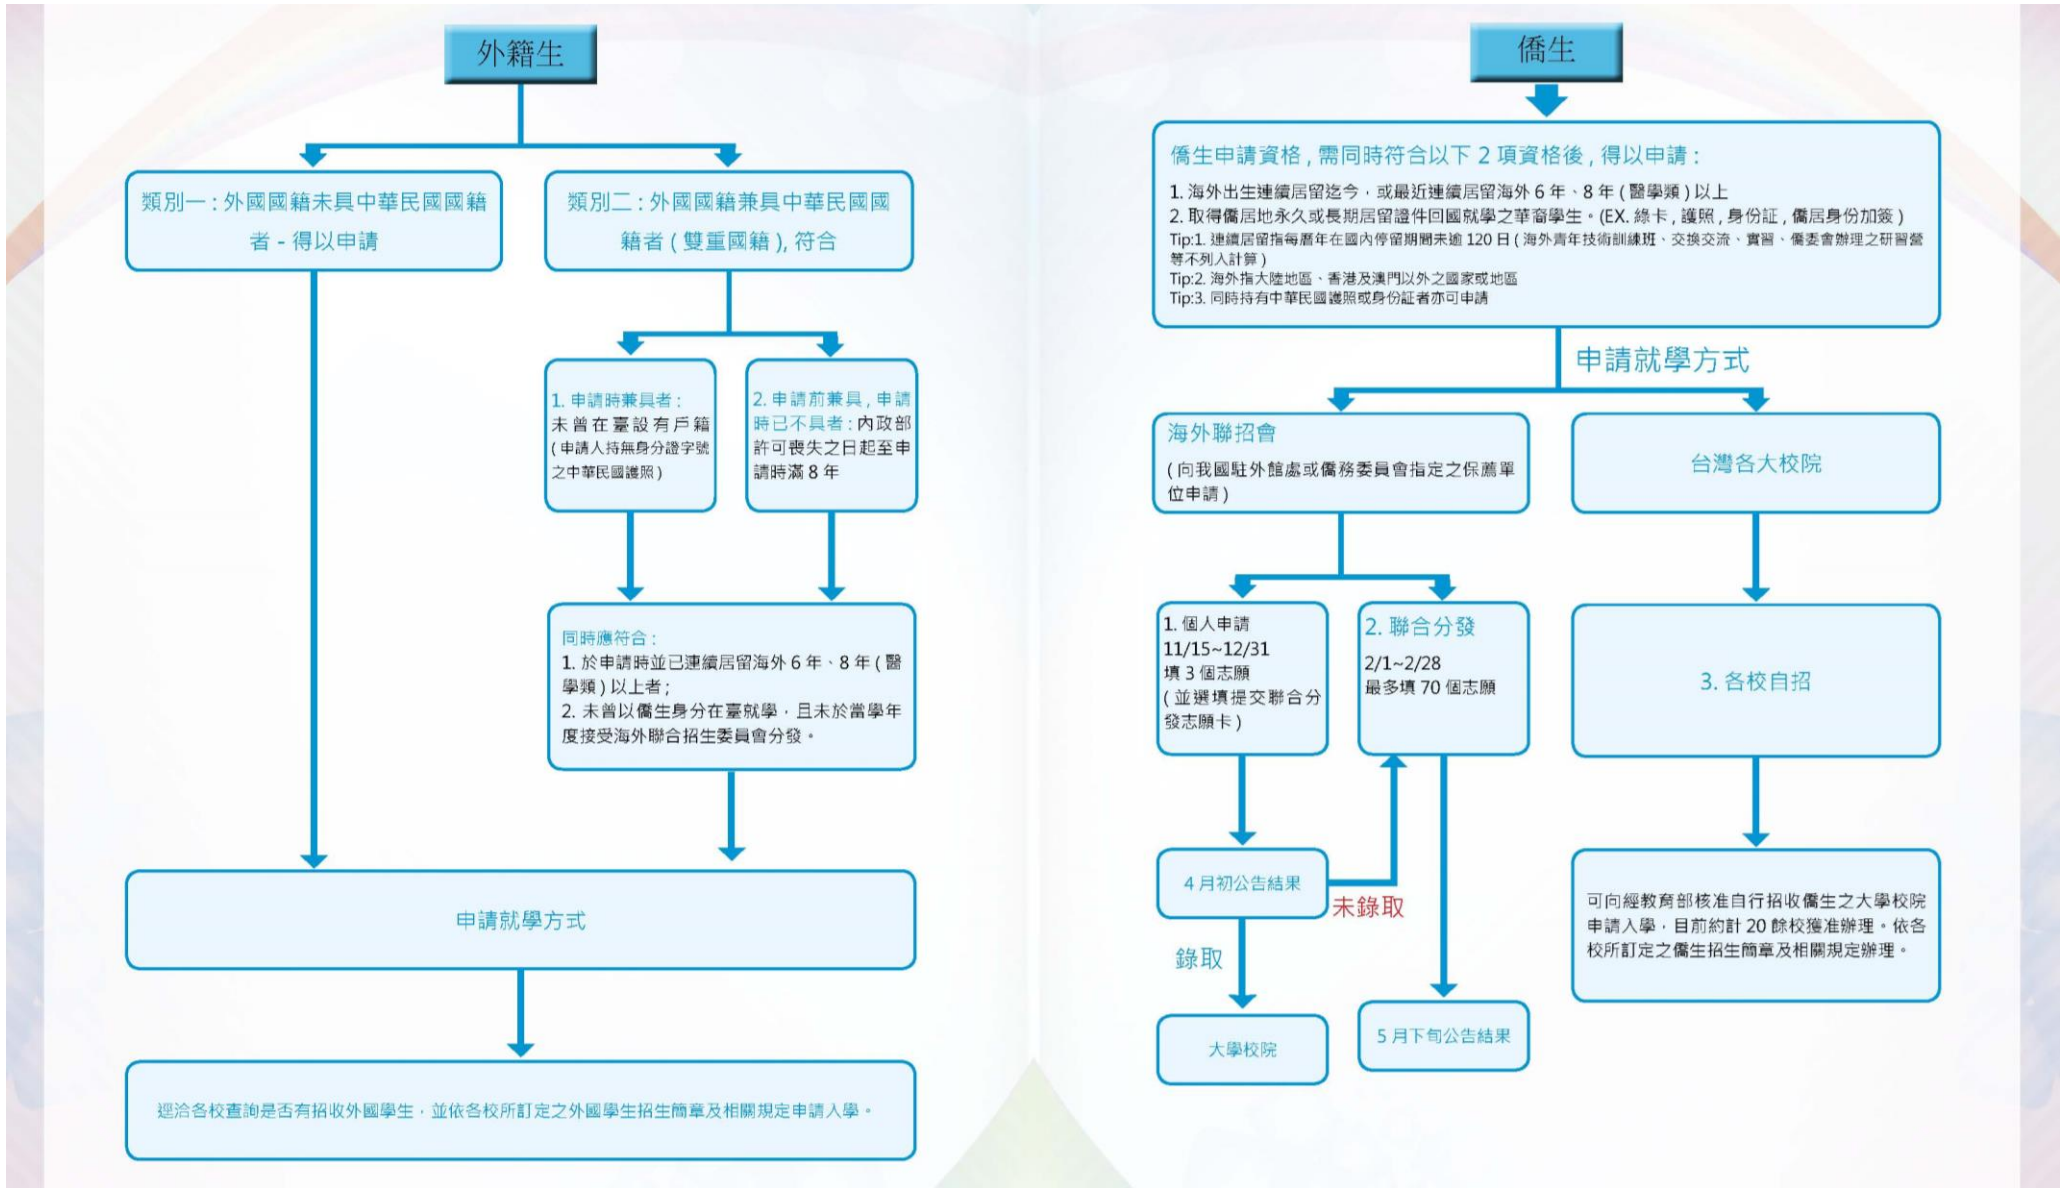 外籍生
類別一 : 外國國籍未具中華民國國籍
者 - 得以申請
類別二 : 外國國籍兼具中華民國國
籍者 ( 雙重國籍 ), 符合
1. 申請時兼具者 :
未曾在臺設有戶籍
( 申請人持無身分證字號
之中華民國護照 )
2. 申請前兼具 , 申請
時已不具者 : 內政部
許可喪失之日起至申
請時滿 8 年
同時應符合 :
1. 於申請時並已連續居留海外 6 年、8 年 ( 醫
學類 ) 以上者 ;
2. 未曾以僑生身分在臺就學，且未於當學年
度接受海外聯合招生委員會分發。
申請就學方式
逕洽各校查詢是否有招收外國學生，並依各校所訂定之外國學生招生簡章及相關規定申請入學。
僑生
僑生申請資格 , 需同時符合以下 2 項資格後 , 得以申請 :
1. 海外出生連續居留迄今，或最近連續居留海外 6 年、8 年 ( 醫學類 ) 以上
2. 取得僑居地永久或長期居留證件回國就學之華裔學生。(EX. 綠卡 , 護照 , 身份証 , 僑居身份加簽 )
Tip:1. 連續居留指每曆年在國內停留期間未逾 120 日 ( 海外青年技術訓練班、交換交流、實習、僑委會辦理之研習營
等不列入計算 )
Tip:2. 海外指大陸地區、香港及澳門以外之國家或地區
Tip:3. 同時持有中華民國護照或身份証者亦可申請
申請就學方式
海外聯招會
( 向我國駐外館處或僑務委員會指定之保薦單
位申請 )
台灣各大校院
1. 個人申請
11/15~12/31
填 3 個志願
( 並選填提交聯合分
發志願卡 )
2. 聯合分發
2/1~2/28
最多填 70 個志願
3. 各校自招
4 月初公告結果
未錄取
錄取
大學校院
5 月下旬公告結果
可向經教育部核准自行招收僑生之大學校院
申請入學，目前約計 20 餘校獲准辦理。依各
校所訂定之僑生招生簡章及相關規定辦理。